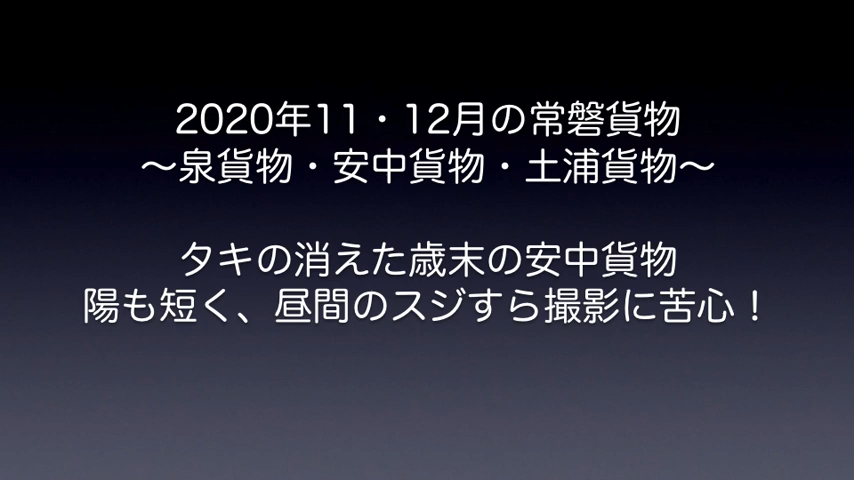 2020年11・12月の常磐貨物
〜泉貨物・安中貨物・土浦貨物〜
タキの消えた歳末の安中貨物
陽も短く、昼間のスジすら撮影に苦心！